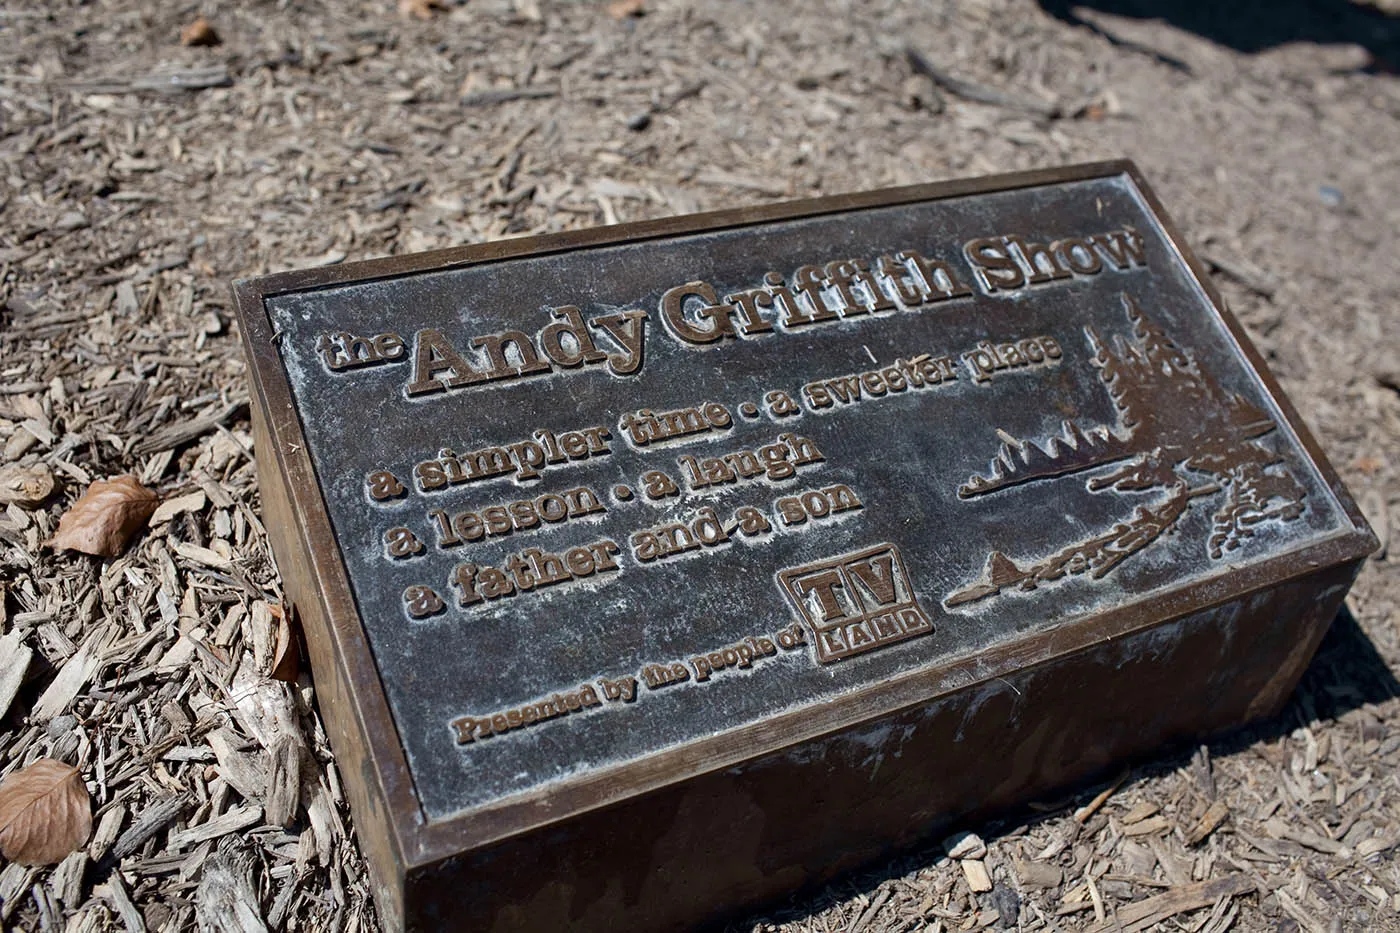 the Andy Griffith Show
a simpler time • a sweeter place
a lesson • a laugh
a father and a son
Presented by the people of TV LAND